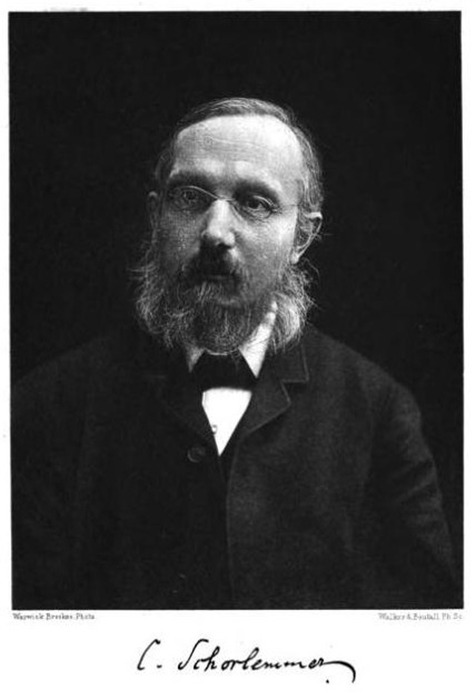 Warwick Brookes, Photo
Walker & Boutall, Ph. Sc.
C. Schorlemmer